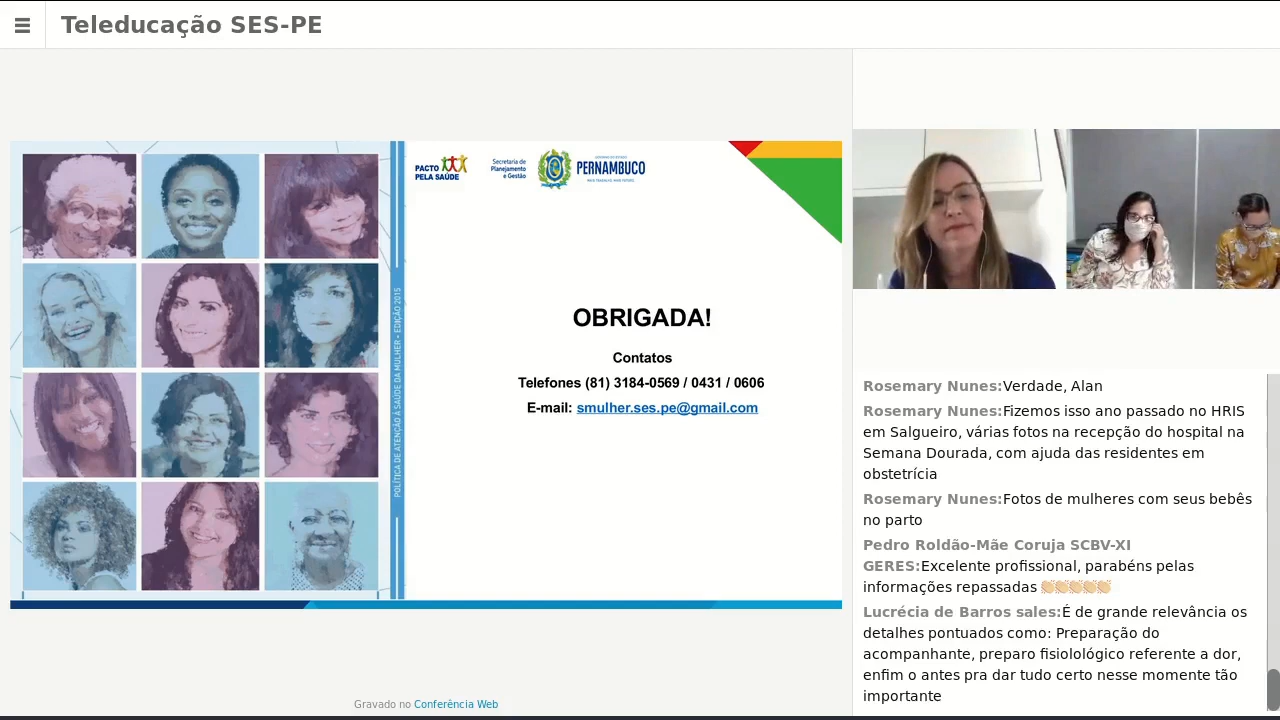 Teleducação SES-PE
PACTO
PELA SAÚDE
Secretaria de
Planejamento
e Gestão
PERNAMBUCO
POLÍTICA DE ATENÇÃO À SAÚDE DA MULHER - EDIÇÃO 2015
OBRIGADA!
Contatos
Telefones (81) 3184-0569 / 0431 / 0606
E-mail: smulher.ses.pe@gmail.com
Gravado no Conferência Web
Rosemary Nunes:Verdade, Alan
Rosemary Nunes:Fizemos isso ano passado no HRIS
em Salgueiro, várias fotos na recepção do hospital na
Semana Dourada, com ajuda das residentes em
obstetrícia
Rosemary Nunes:Fotos de mulheres com seus bebês
no parto
Pedro Roldão-Mãe Coruja SCBV-XI
GERES:Excelente profissional, parabéns pelas
informações repassadas 👏🏼👏🏼👏🏼👏🏼👏🏼
Lucrécia de Barros sales:É de grande relevância os
detalhes pontuados como: Preparação do
acompanhante, preparo fisiolológico referente a dor,
enfim o antes pra dar tudo certo nesse momento tão
importante